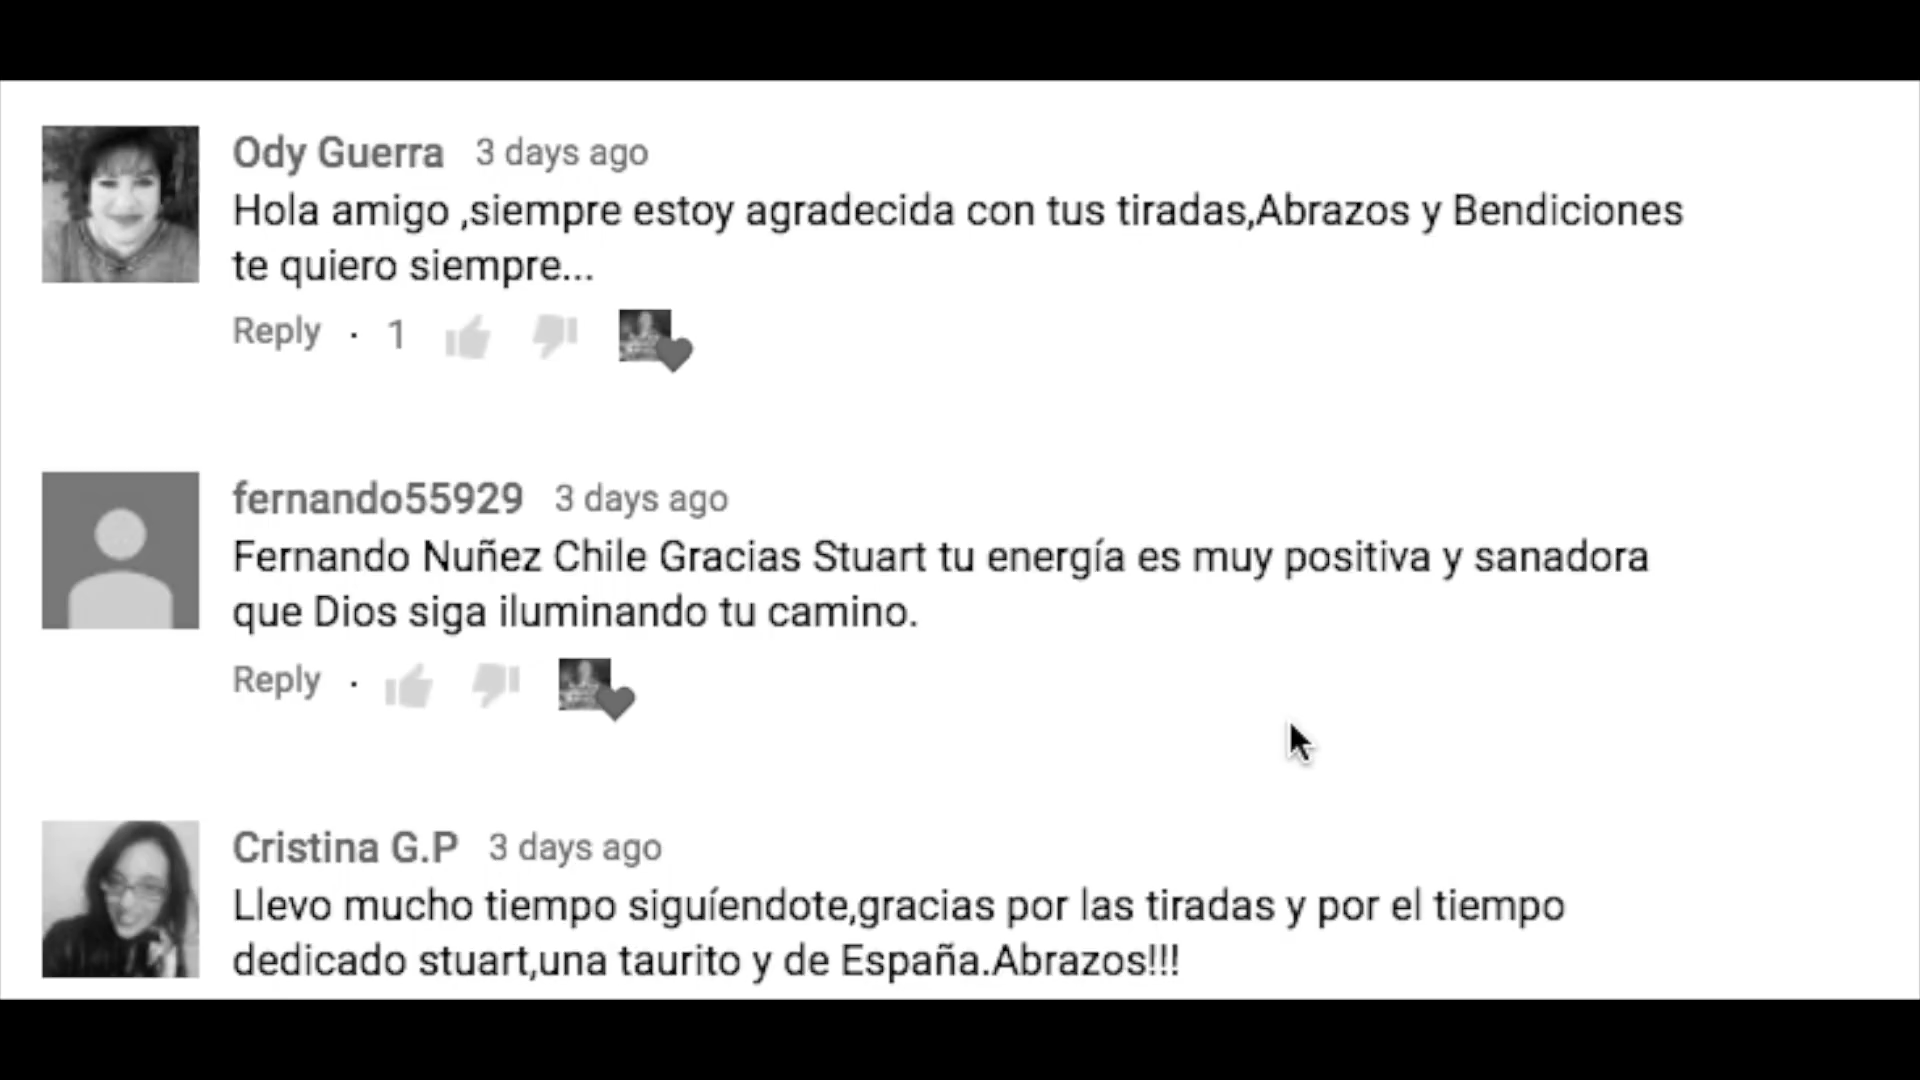 Ody Guerra 3 days ago
Hola amigo ,siempre estoy agradecida con tus tiradas,Abrazos y Bendiciones
te quiero siempre...
Reply · 1
fernando55929 3 days ago
Fernando Nuñez Chile Gracias Stuart tu energía es muy positiva y sanadora
que Dios siga iluminando tu camino.
Reply ·
Cristina G.P 3 days ago
Llevo mucho tiempo siguíendote,gracias por las tiradas y por el tiempo
dedicado stuart,una taurito y de España.Abrazos!!!